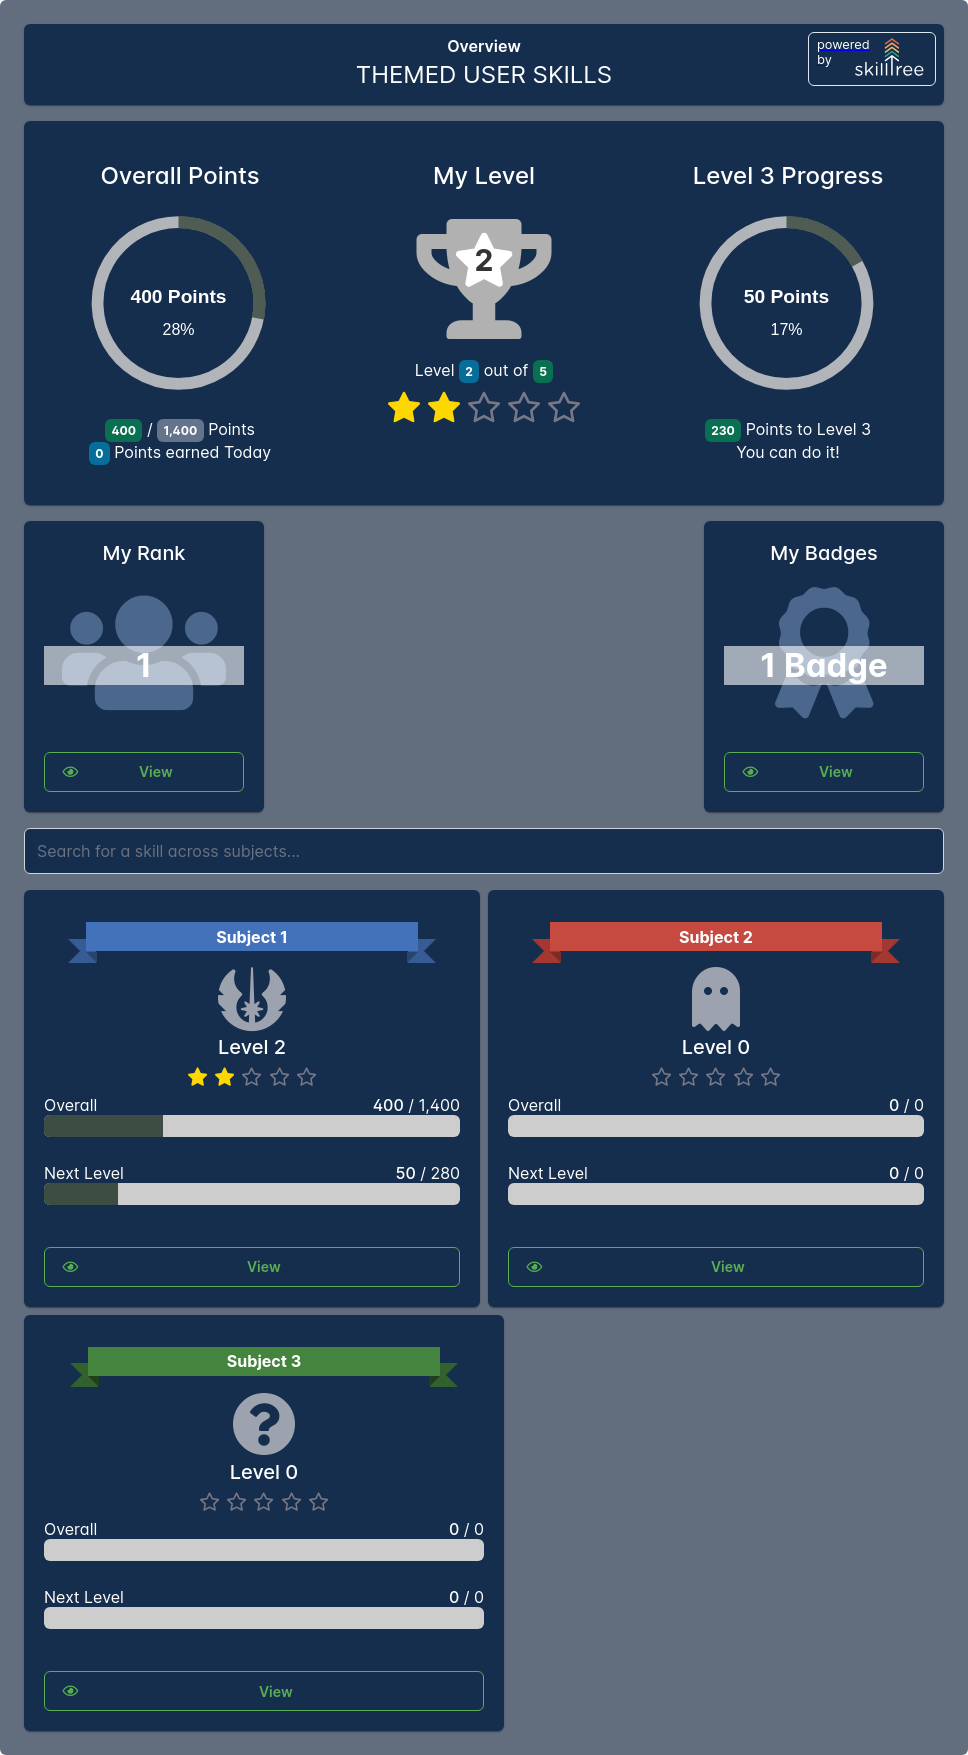 Overview
THEMED USER SKILLS
powered
by
skilltree
Overall Points
400 Points
28%
400 / 1,400 Points
0 Points earned Today
My Level
2
Level 2 out of 5
Level 3 Progress
50 Points
17%
230 Points to Level 3
You can do it!
My Rank
1
View
My Badges
1 Badge
View
Search for a skill across subjects...
Subject 1
Level 2
Overall 400 / 1,400
Next Level 50 / 280
View
Subject 2
Level 0
Overall 0 / 0
Next Level 0 / 0
View
Subject 3
?
Level 0
Overall 0 / 0
Next Level 0 / 0
View